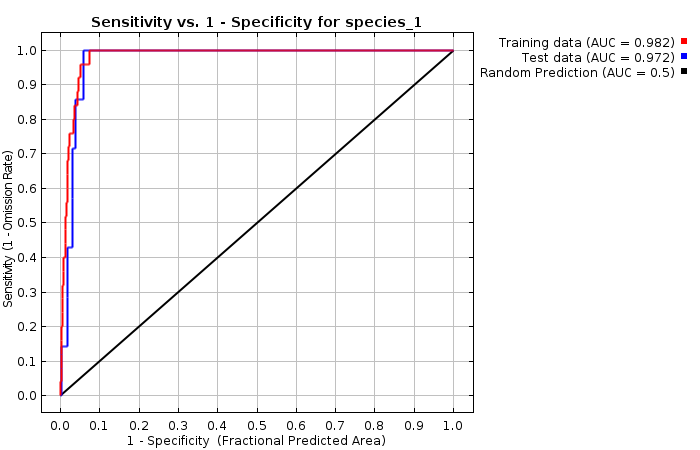 Sensitivity vs. 1 - Specificity for species_1
Training data (AUC = 0.982)
Test data (AUC = 0.972)
Random Prediction (AUC = 0.5)
Sensitivity (1 - Omission Rate)
1.0
0.9
0.8
0.7
0.6
0.5
0.4
0.3
0.2
0.1
0.0
0.0 0.1 0.2 0.3 0.4 0.5 0.6 0.7 0.8 0.9 1.0
1 - Specificity (Fractional Predicted Area)